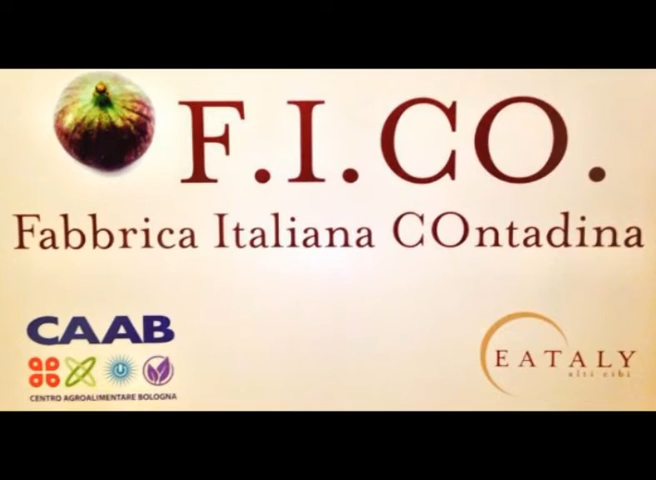 F.I.CO.
Fabbrica Italiana COntadina
CAAB
CENTRO AGROALIMENTARE BOLOGNA
EATALY
alti cibi